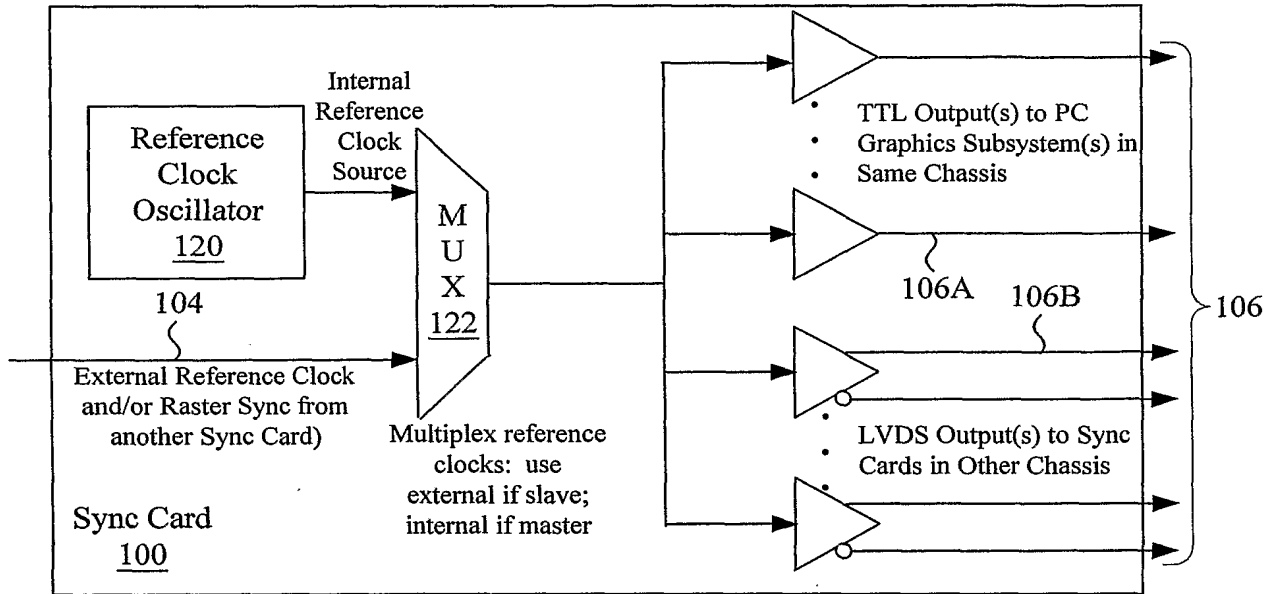 Reference
Clock
Oscillator
120
Internal
Reference
Clock
Source
104
External Reference Clock
and/or Raster Sync from
another Sync Card)
M
U
X
122
Multiplex reference
clocks: use
external if slave;
internal if master
Sync Card
100
TTL Output(s) to PC
Graphics Subsystem(s) in
Same Chassis
106A
106B
LVDS Output(s) to Sync
Cards in Other Chassis
106